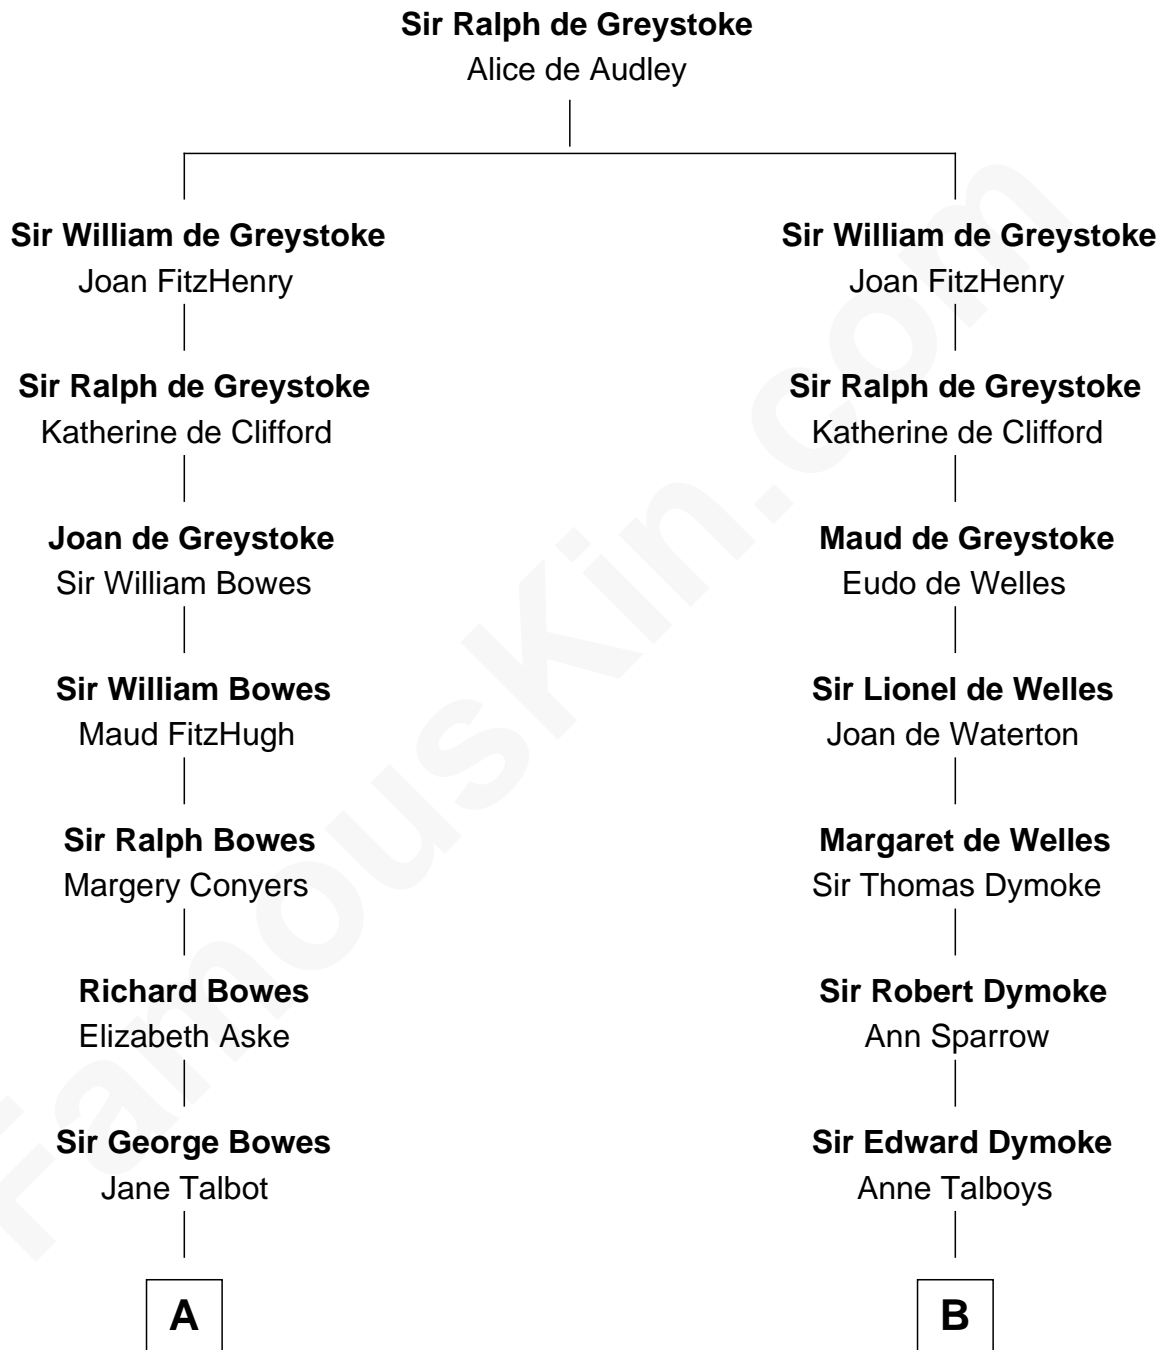 Sir Ralph de Greystoke
Alice de Audley
Sir William de Greystoke
Joan FitzHenry
Sir William de Greystoke
Joan FitzHenry
Sir Ralph de Greystoke
Katherine de Clifford
Sir Ralph de Greystoke
Katherine de Clifford
Joan de Greystoke
Sir William Bowes
Maud de Greystoke
Eudo de Welles
Sir William Bowes
Maud FitzHugh
Sir Lionel de Welles
Joan de Waterton
Sir Ralph Bowes
Margery Conyers
Margaret de Welles
Sir Thomas Dymoke
Richard Bowes
Elizabeth Aske
Sir Robert Dymoke
Ann Sparrow
Sir George Bowes
Jane Talbot
Sir Edward Dymoke
Anne Talboys
A
B
FamousKin.com